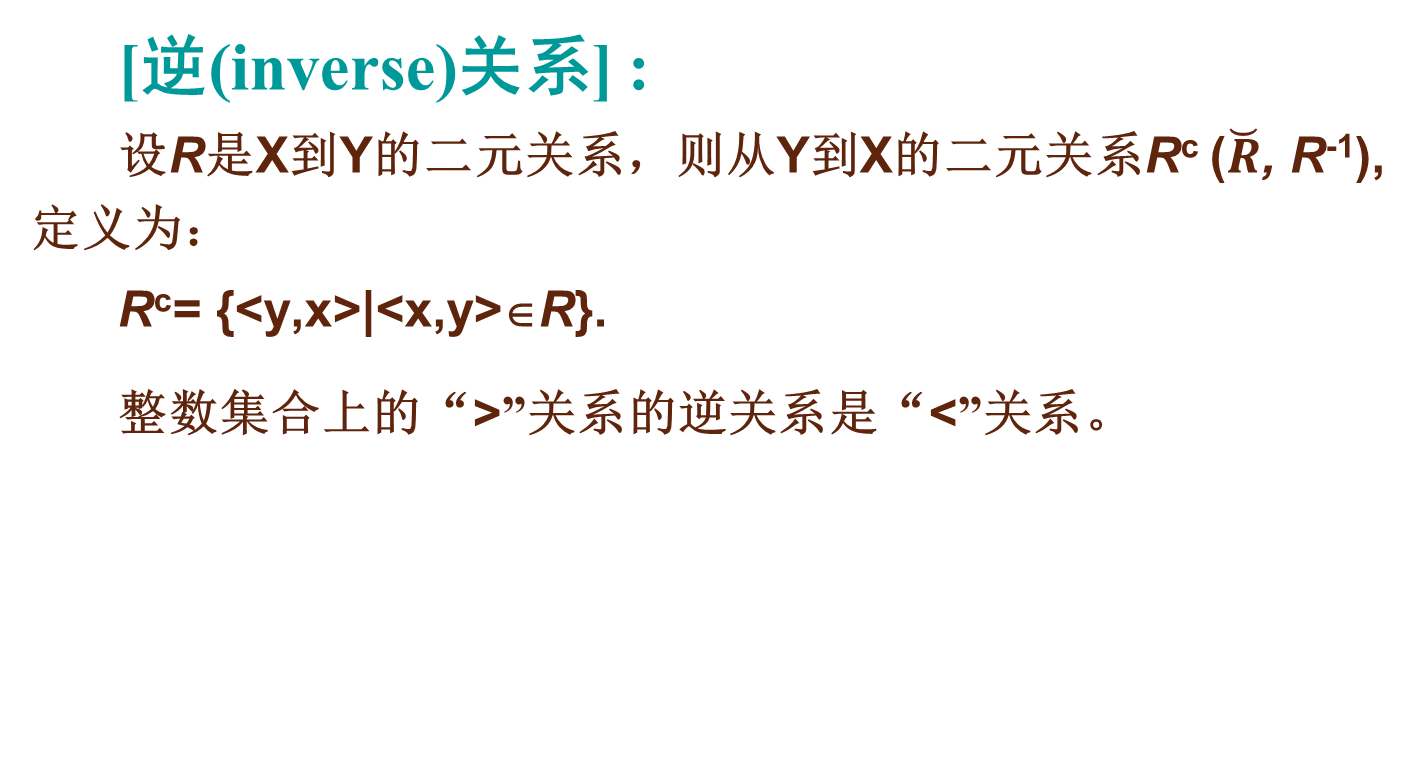 [逆(inverse)关系]：
设R是X到Y的二元关系，则从Y到X的二元关系Rᶜ (R̆, R⁻¹),
定义为：
Rᶜ= {<y,x>|<x,y>∈R}.
整数集合上的“>”关系的逆关系是“<”关系。